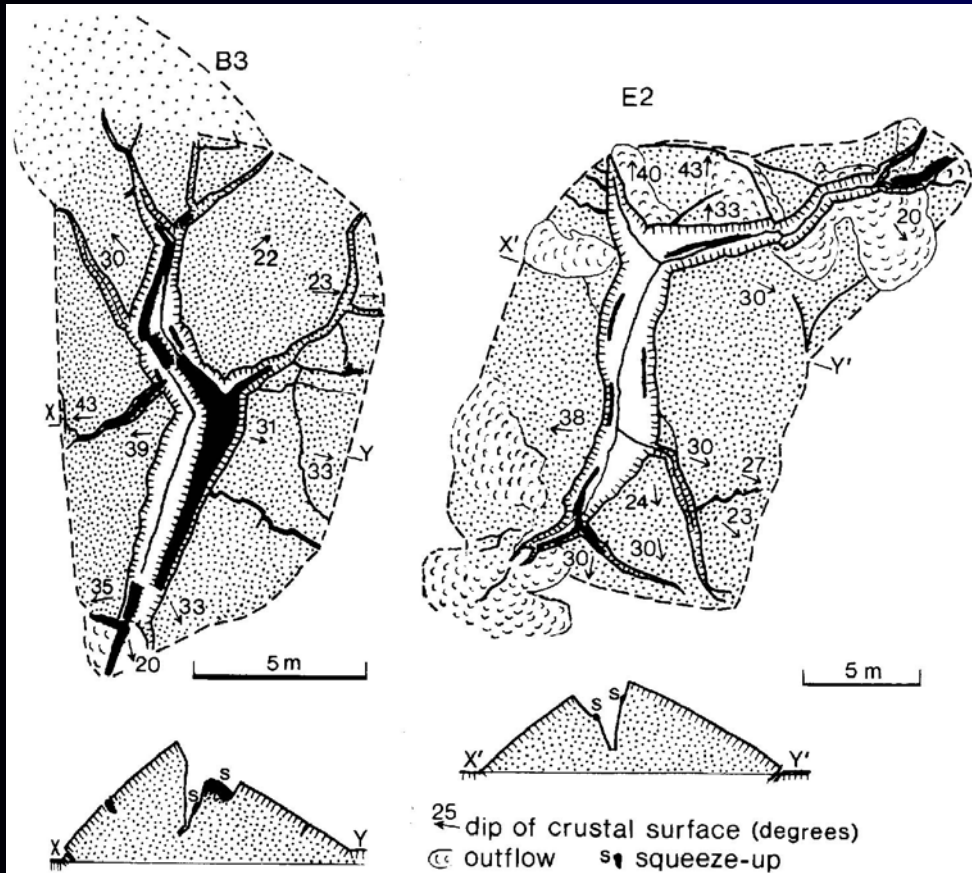 B3
E2
30
22
23
43
39
31
33
35
33
20
X
Y
5 m
40
43
33
20
X'
30
Y'
38
30
27
24
23
30
30
5 m
S
S
X
Y
S
S
X'
Y'
25
dip of crustal surface (degrees)
outflow
S
squeeze-up